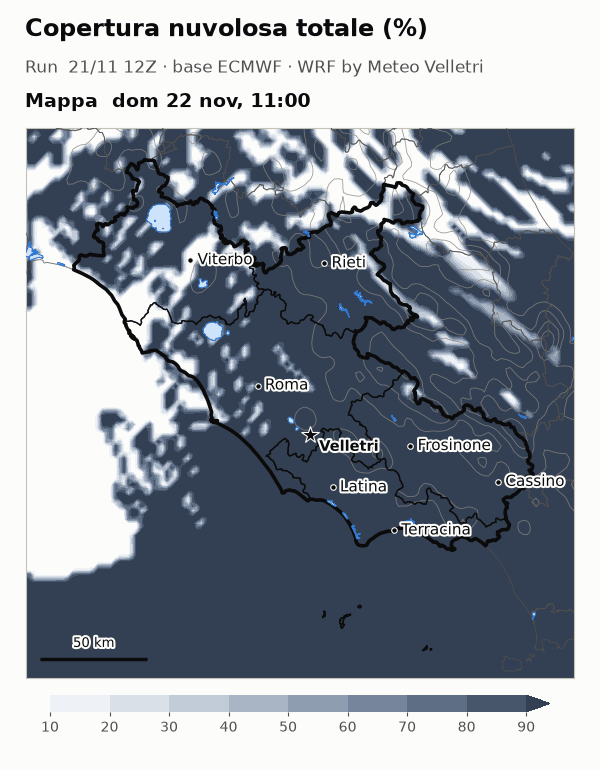 Copertura nuvolosa totale (%)
Run  21/11 12Z · base ECMWF · WRF by Meteo Velletri
Mappa  dom 22 nov, 11:00
Viterbo
Rieti
Roma
Velletri
Frosinone
Latina
Cassino
Terracina
50 km
10 20 30 40 50 60 70 80 90